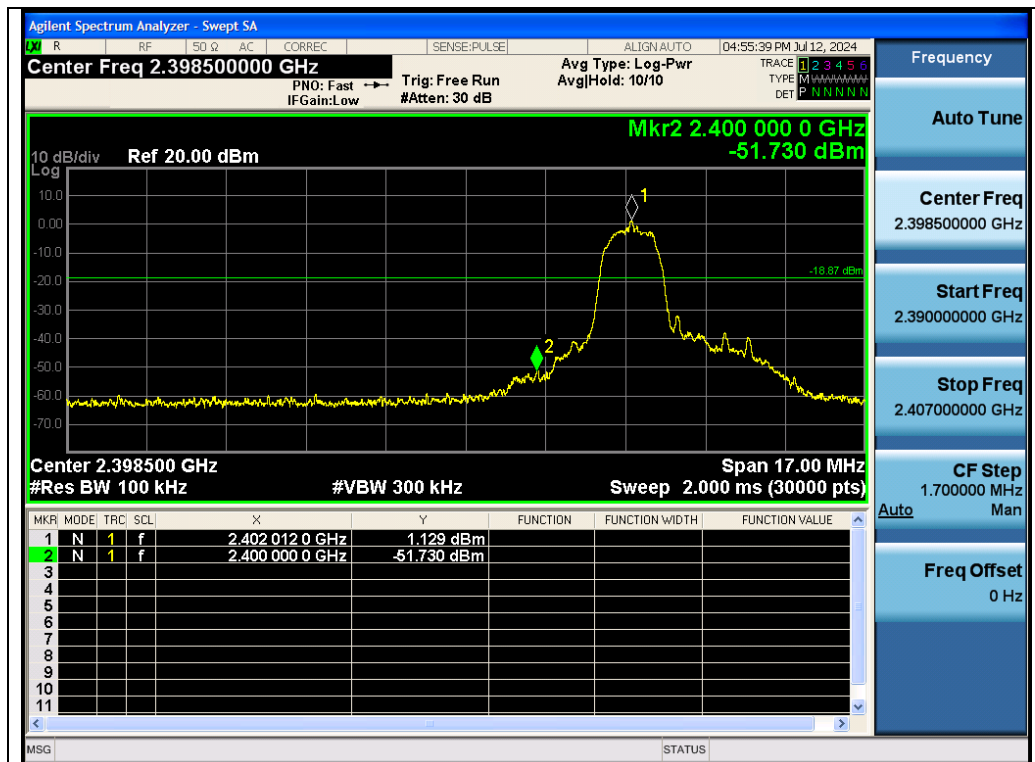 Agilent Spectrum Analyzer - Swept SA
LXI R RF 50 Ω AC CORREC SENSE:PULSE ALIGN AUTO 04:55:39 PM Jul 12, 2024
Center Freq 2.398500000 GHz
PNO: Fast
IFGain:Low
Trig: Free Run
#Atten: 30 dB
Avg Type: Log-Pwr
Avg|Hold: 10/10
TRACE 1 2 3 4 5 6
TYPE M WWWWW
DET P N N N N N
Mkr2 2.400 000 0 GHz
-51.730 dBm
10 dB/div Ref 20.00 dBm
Log
10.0
0.00
-10.0
-20.0
-30.0
-40.0
-50.0
-60.0
-70.0
1
-18.87 dBm
2
Center 2.398500 GHz Span 17.00 MHz
#Res BW 100 kHz #VBW 300 kHz Sweep 2.000 ms (30000 pts)
MKR MODE TRC SCL X Y FUNCTION FUNCTION WIDTH FUNCTION VALUE
1 N 1 f 2.402 012 0 GHz 1.129 dBm
2 N 1 f 2.400 000 0 GHz -51.730 dBm
3
4
5
6
7
8
9
10
11
MSG STATUS
Frequency
Auto Tune
Center Freq
2.398500000 GHz
Start Freq
2.390000000 GHz
Stop Freq
2.407000000 GHz
CF Step
1.700000 MHz
Auto Man
Freq Offset
0 Hz